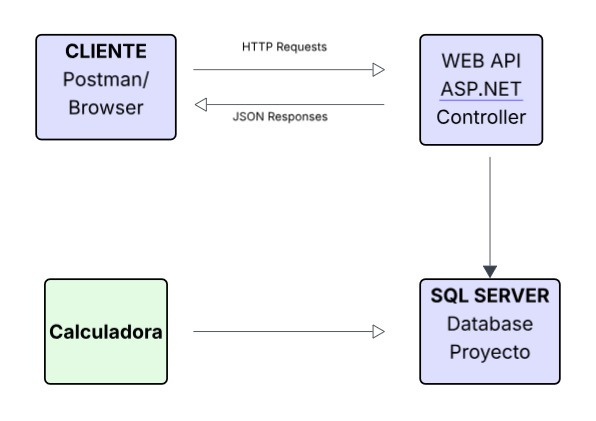 CLIENTE
Postman/
Browser
HTTP Requests
JSON Responses
WEB API
ASP.NET
Controller
Calculadora
SQL SERVER
Database
Proyecto